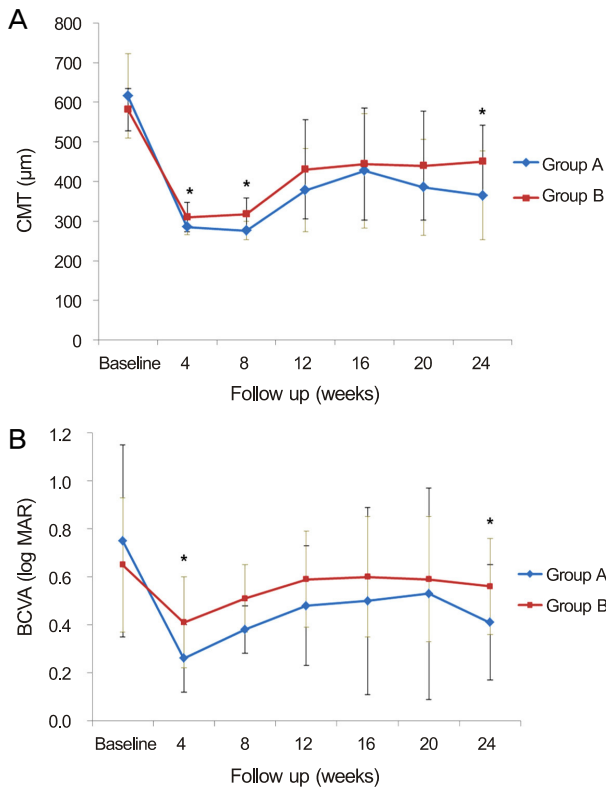 A
800
700
600
500
400
300
200
100
0
CMT (μm)
*
*
*
Group A
Group B
Baseline 4 8 12 16 20 24
Follow up (weeks)
B
1.2
1.0
0.8
0.6
0.4
0.2
0.0
BCVA (log MAR)
*
*
Group A
Group B
Baseline 4 8 12 16 20 24
Follow up (weeks)